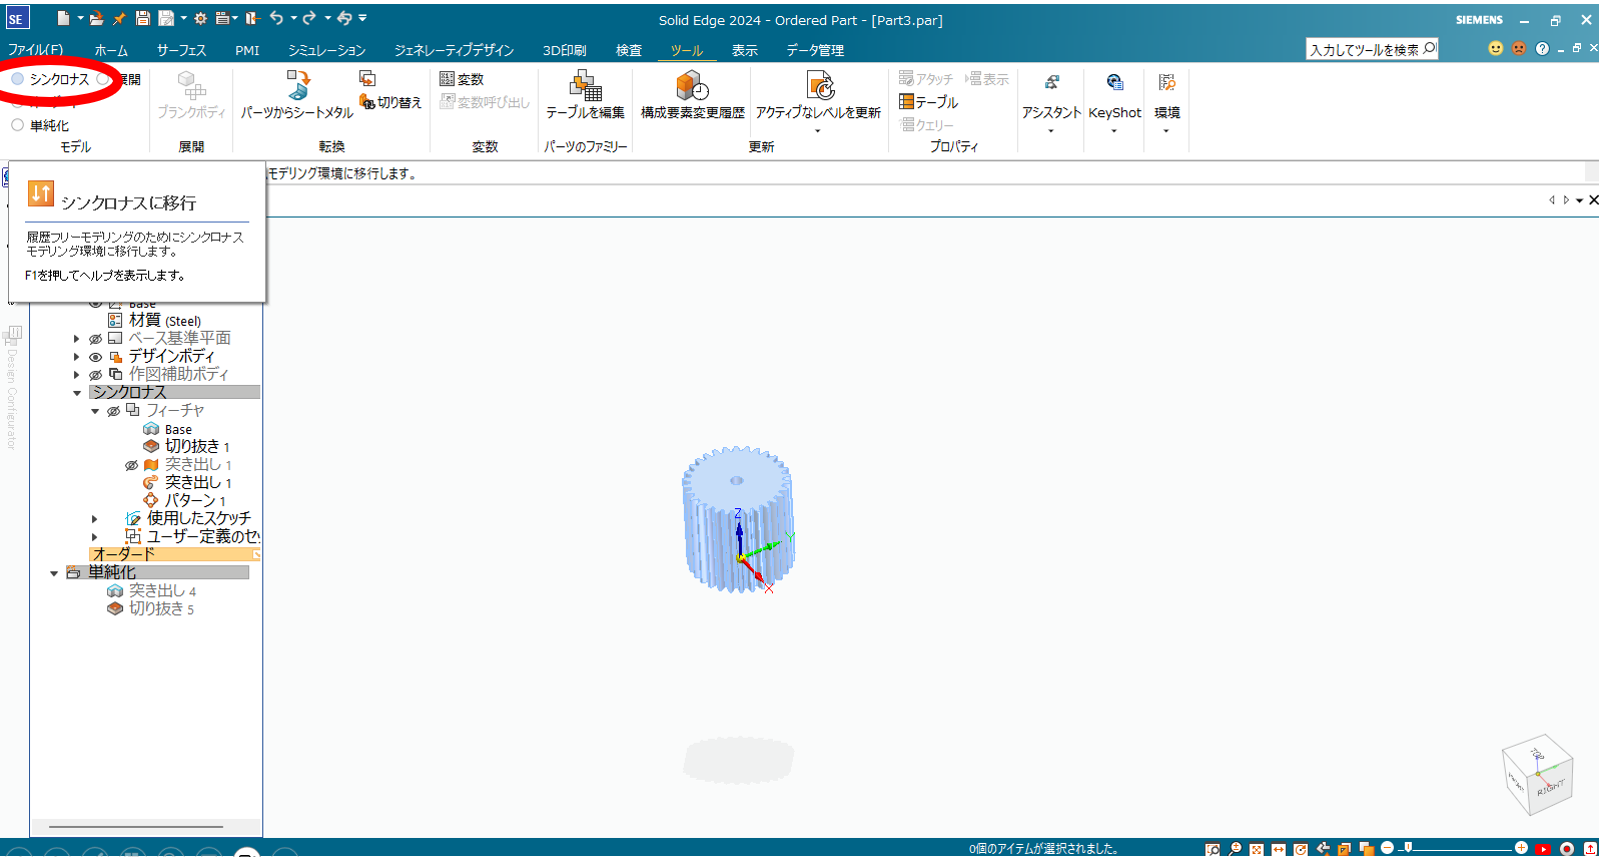 SE
Solid Edge 2024 - Ordered Part - [Part3.par]
SIEMENS
ファイル(F) ホーム サーフェス PMI シミュレーション ジェネレーティブデザイン 3D印刷 検査 ツール 表示 データ管理
入力してツールを検索
シンクロナス 展開
単純化
モデル
ブランクボディ
展開
パーツからシートメタル
切り替え
転換
変数
変数呼び出し
変数
テーブルを編集
パーツのファミリー
構成要素変更履歴
アクティブなレベルを更新
更新
アタッチ 表示
テーブル
クエリー
プロパティ
アシスタント
KeyShot
環境
モデリング環境に移行します。
シンクロナスに移行
履歴フリーモデリングのためにシンクロナス
モデリング環境に移行します。
F1を押してヘルプを表示します。
Design Configurator
Base
材質 (Steel)
ベース基準平面
デザインボディ
作図補助ボディ
シンクロナス
フィーチャ
Base
切り抜き 1
突き出し 1
突き出し 1
パターン 1
使用したスケッチ
ユーザー定義のセ
オーダード
単純化
突き出し 4
切り抜き 5
Z
Y
X
TOP
FRONT
RIGHT
0個のアイテムが選択されました。